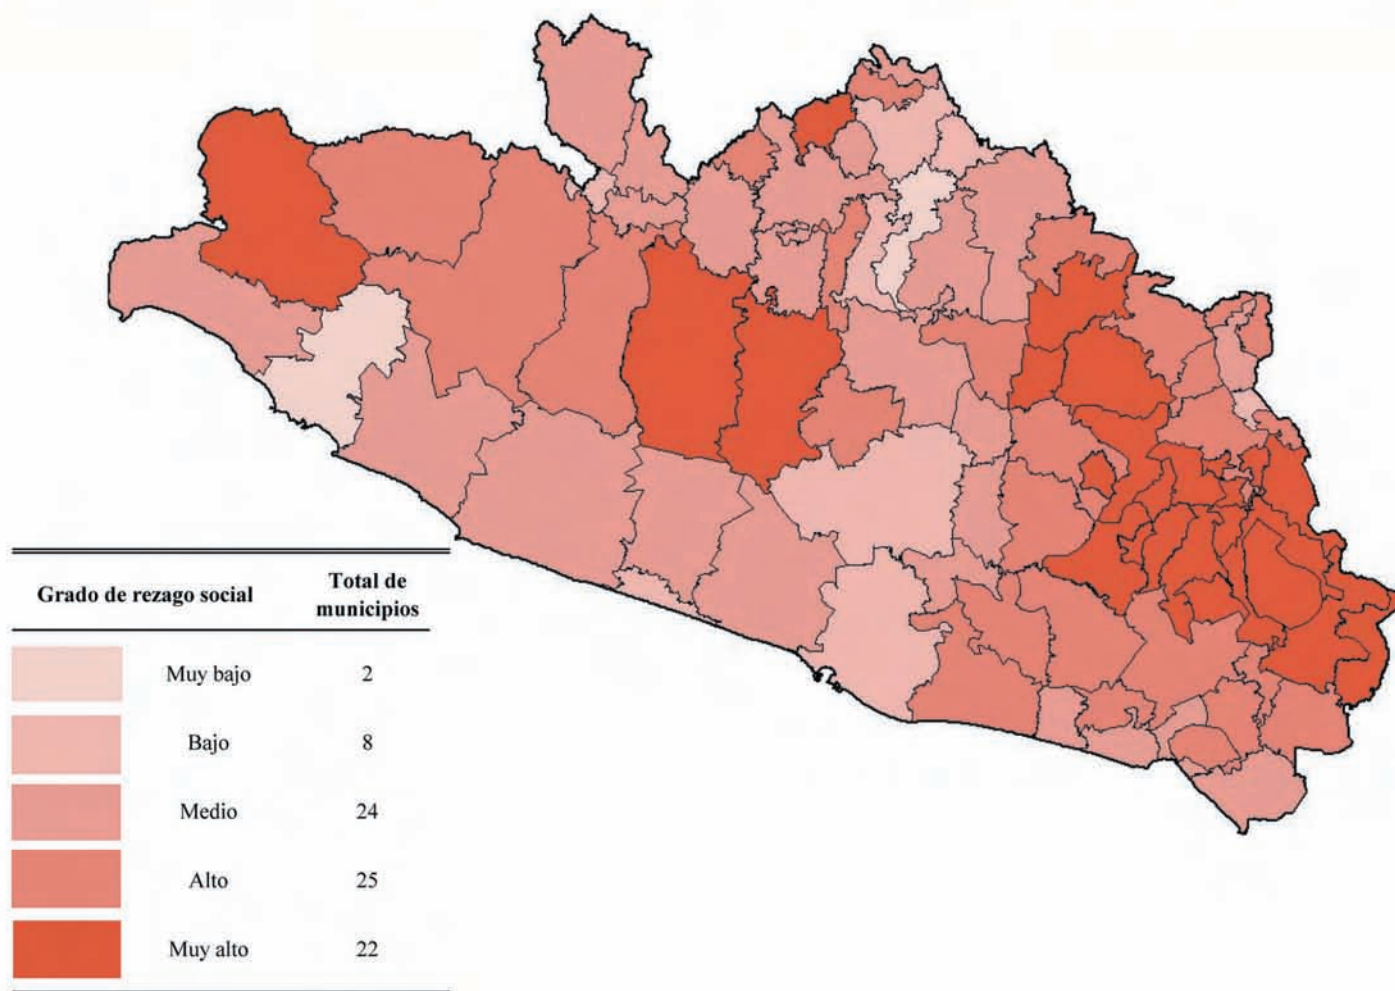 Grado de rezago social
Total de
municipios
Muy bajo 2
Bajo 8
Medio 24
Alto 25
Muy alto 22